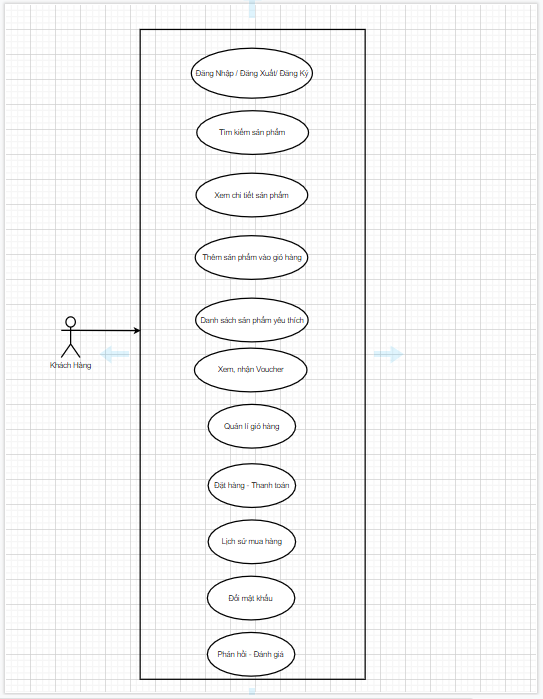 Đăng Nhập / Đăng Xuất/ Đăng Ký
Tìm kiếm sản phẩm
Xem chi tiết sản phẩm
Thêm sản phẩm vào giỏ hàng
Danh sách sản phẩm yêu thích
Khách Hàng
Xem, nhận Voucher
Quản lí giỏ hàng
Đặt hàng - Thanh toán
Lịch sử mua hàng
Đổi mật khẩu
Phản hồi - Đánh giá